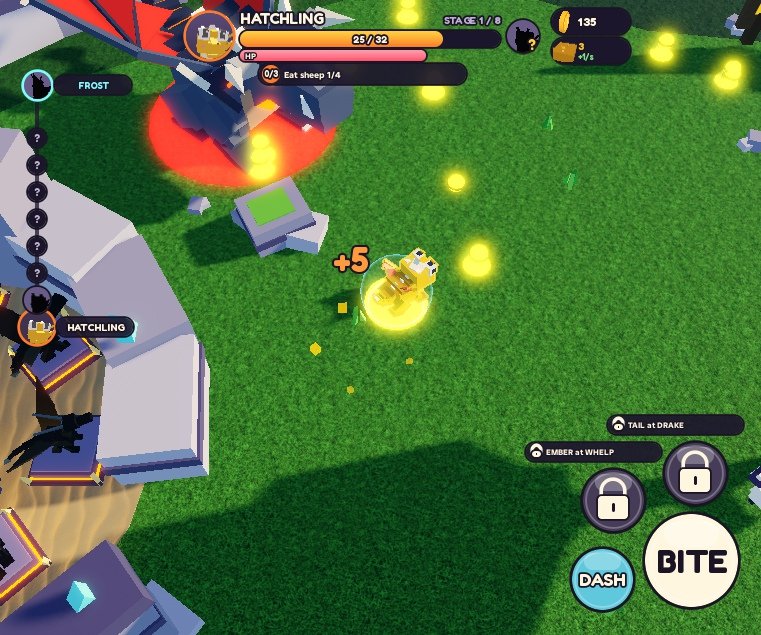 HATCHLING
STAGE 1 / 8
25 / 32
HP
0/3 Eat sheep 1/4
?
135
3
+1/s
FROST
?
?
?
?
?
?
HATCHLING
+5
TAIL at DRAKE
EMBER at WHELP
BITE
DASH